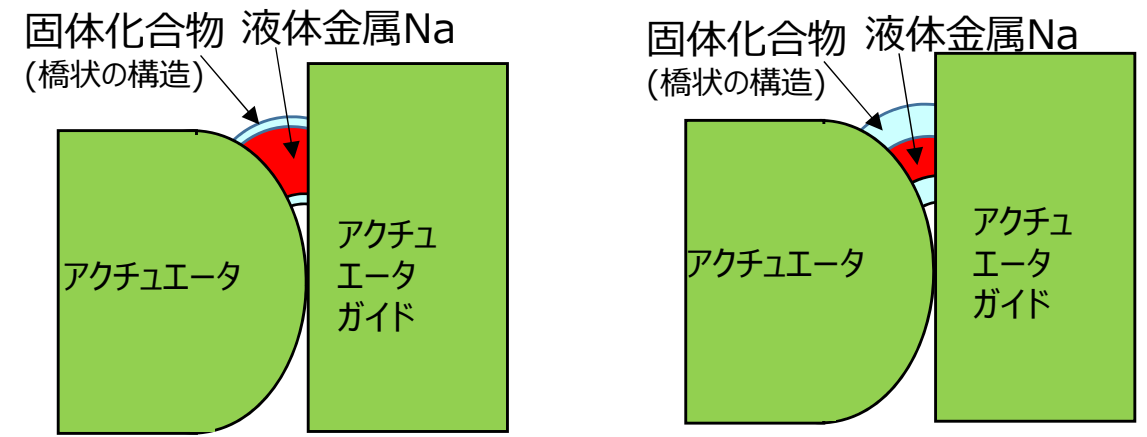 固体化合物 液体金属Na
(橋状の構造)
アクチュエータ
アクチュ
エータ
ガイド
固体化合物 液体金属Na
(橋状の構造)
アクチュエータ
アクチュ
エータ
ガイド